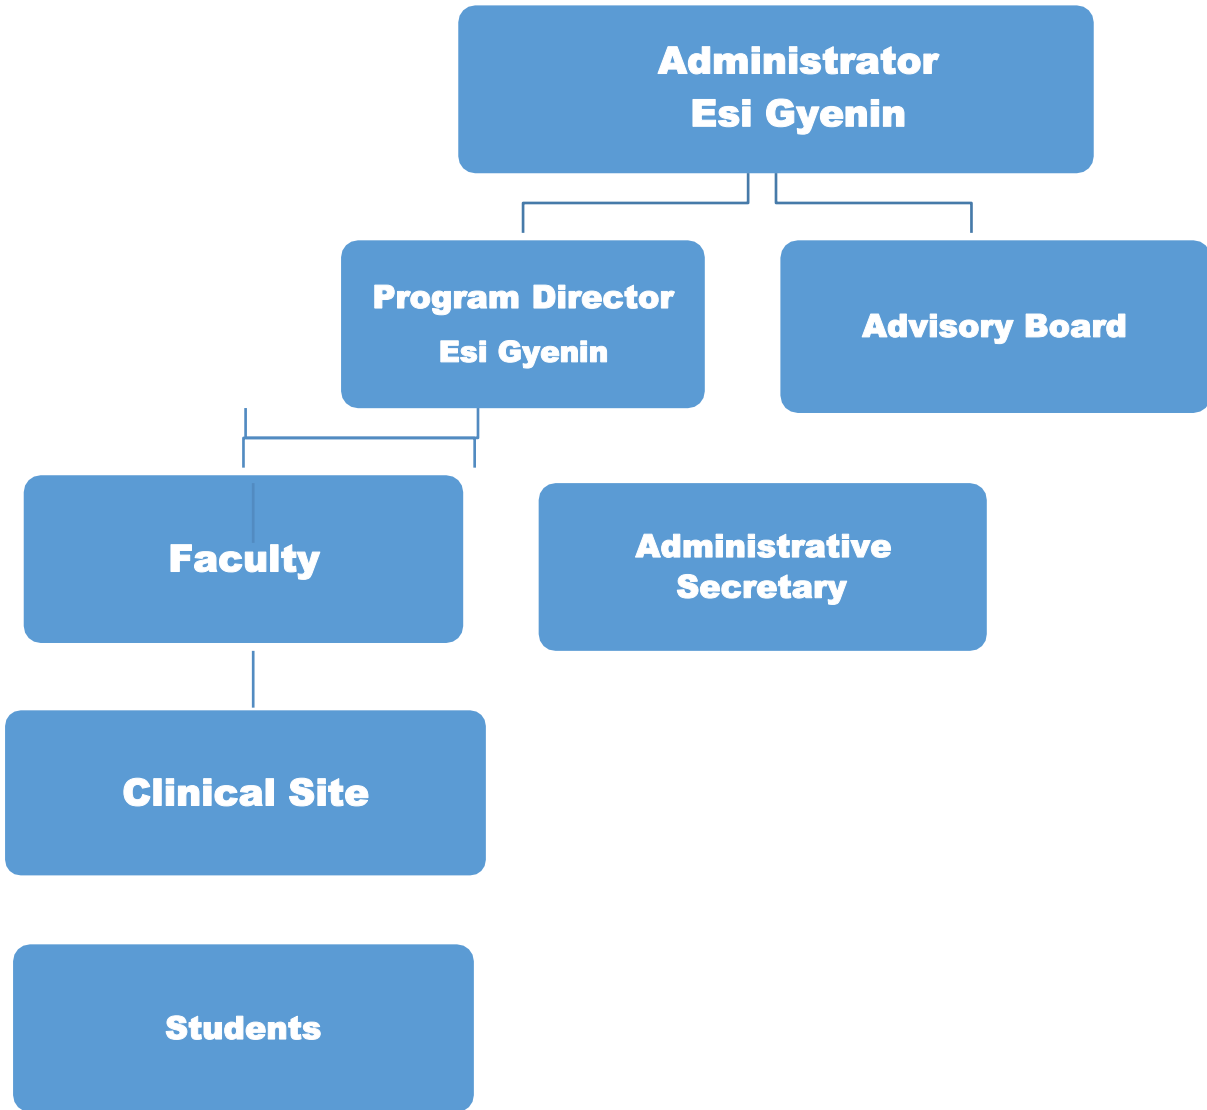 Administrator
Esi Gyenin
Program Director
Esi Gyenin
Advisory Board
Faculty
Administrative
Secretary
Clinical Site
Students